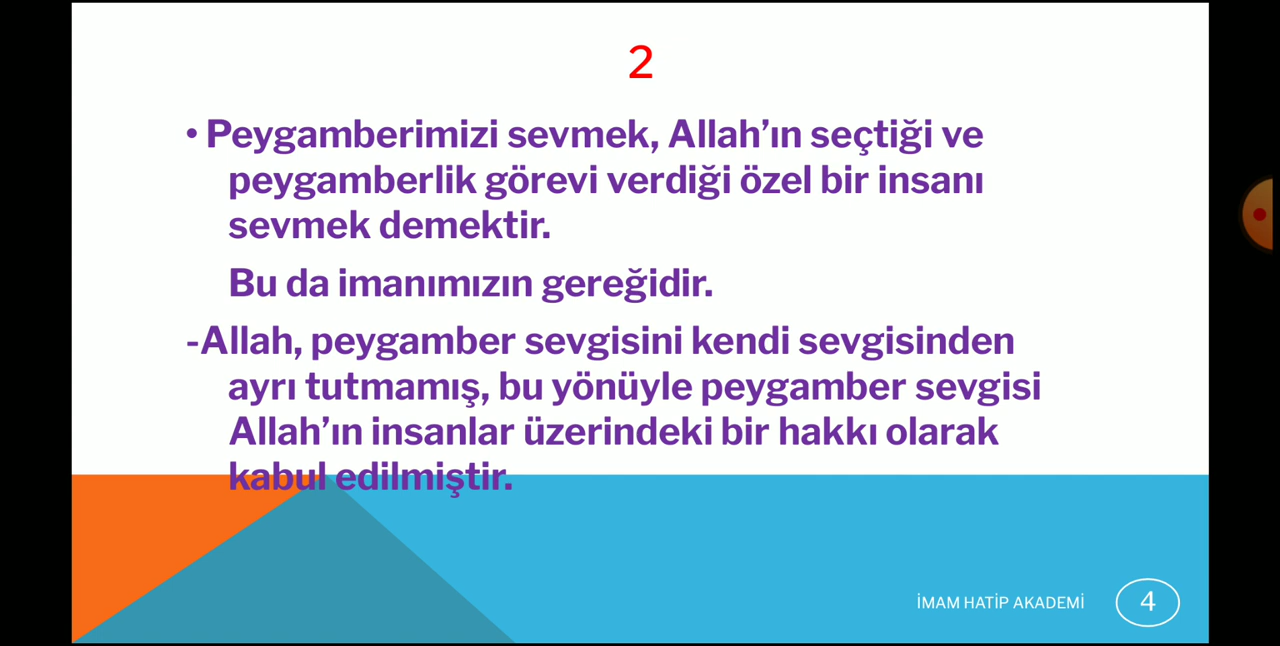 2
• Peygamberimizi sevmek, Allah’ın seçtiği ve
peygamberlik görevi verdiği özel bir insanı
sevmek demektir.
Bu da imanımızın gereğidir.
-Allah, peygamber sevgisini kendi sevgisinden
ayrı tutmamış, bu yönüyle peygamber sevgisi
Allah’ın insanlar üzerindeki bir hakkı olarak
kabul edilmiştir.
İMAM HATİP AKADEMİ
4